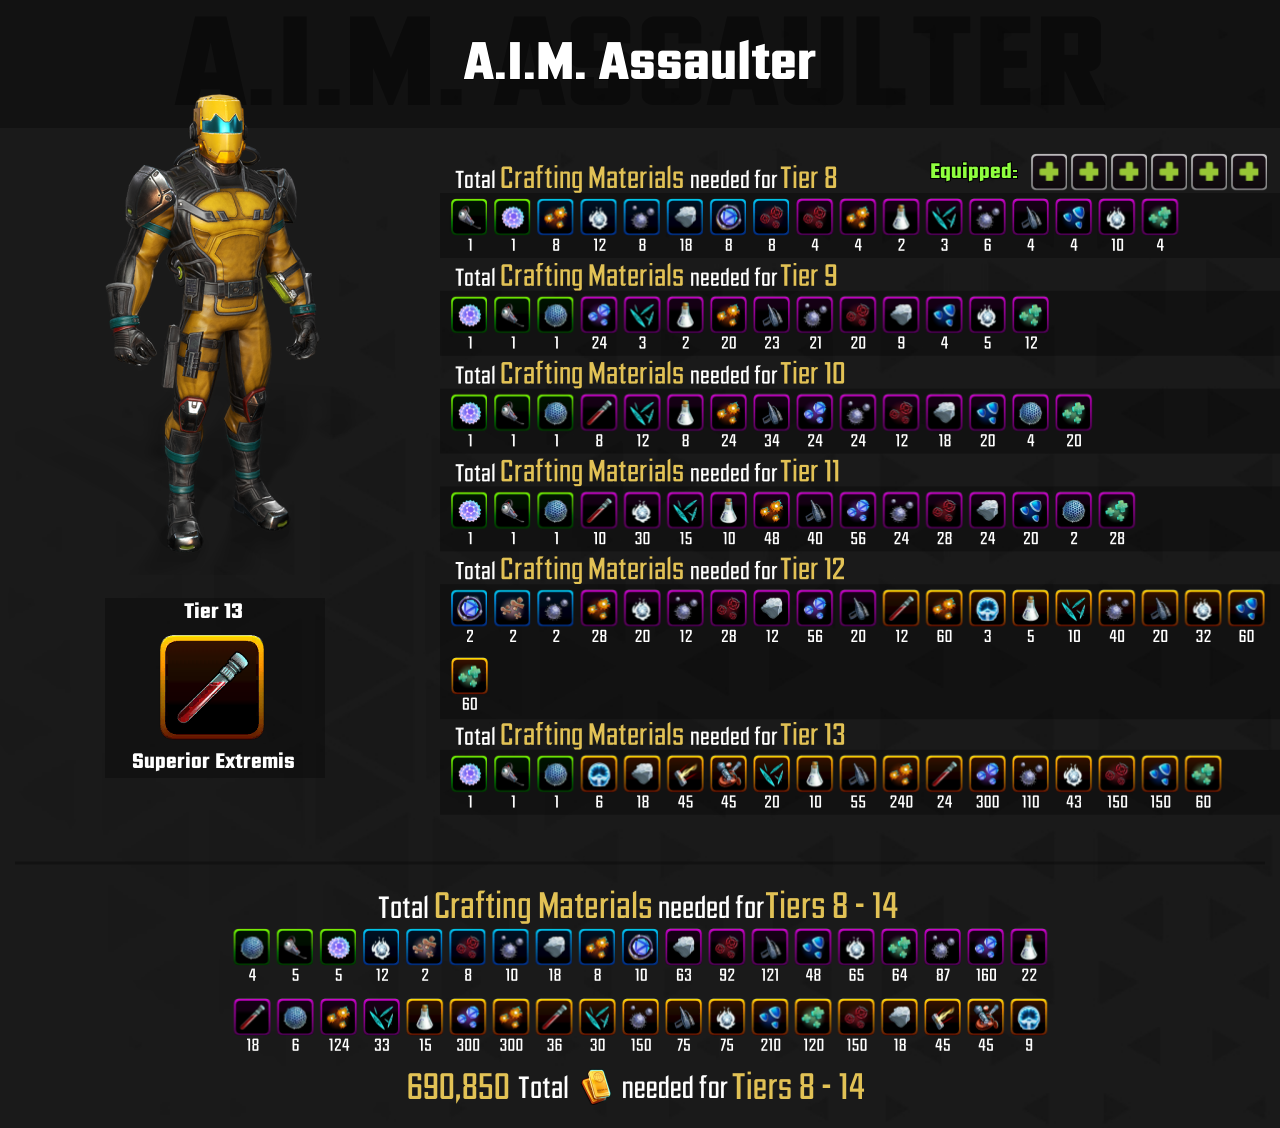 A.I.M. ASSAULTER
A.I.M. Assaulter
Equipped:
Total Crafting Materials needed for Tier 8
1 1 8 12 8 18 8 8 4 4 2 3 6 4 4 10 4
Total Crafting Materials needed for Tier 9
1 1 1 24 3 2 20 23 21 20 9 4 5 12
Total Crafting Materials needed for Tier 10
1 1 1 8 12 8 24 34 24 24 12 18 20 4 20
Total Crafting Materials needed for Tier 11
1 1 1 10 30 15 10 48 40 56 24 28 24 20 2 28
Total Crafting Materials needed for Tier 12
2 2 2 28 20 12 28 12 56 20 12 60 3 5 10 40 20 32 60
60
Total Crafting Materials needed for Tier 13
1 1 1 6 18 45 45 20 10 55 240 24 300 110 43 150 150 60
Tier 13
Superior Extremis
Total Crafting Materials needed for Tiers 8 - 14
4 5 5 12 2 8 10 18 8 10 63 92 121 48 65 64 87 160 22
18 6 124 33 15 300 300 36 30 150 75 75 210 120 150 18 45 45 9
690,850 Total needed for Tiers 8 - 14